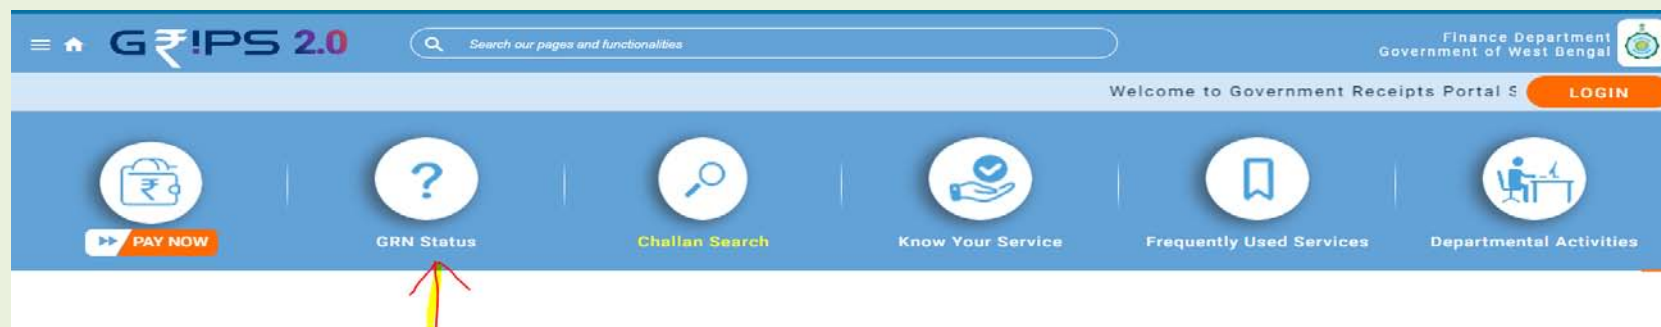 G₹!PS 2.0
Search our pages and functionalities
Finance Department
Government of West Bengal
Welcome to Government Receipts Portal S
LOGIN
PAY NOW
GRN Status
Challan Search
Know Your Service
Frequently Used Services
Departmental Activities